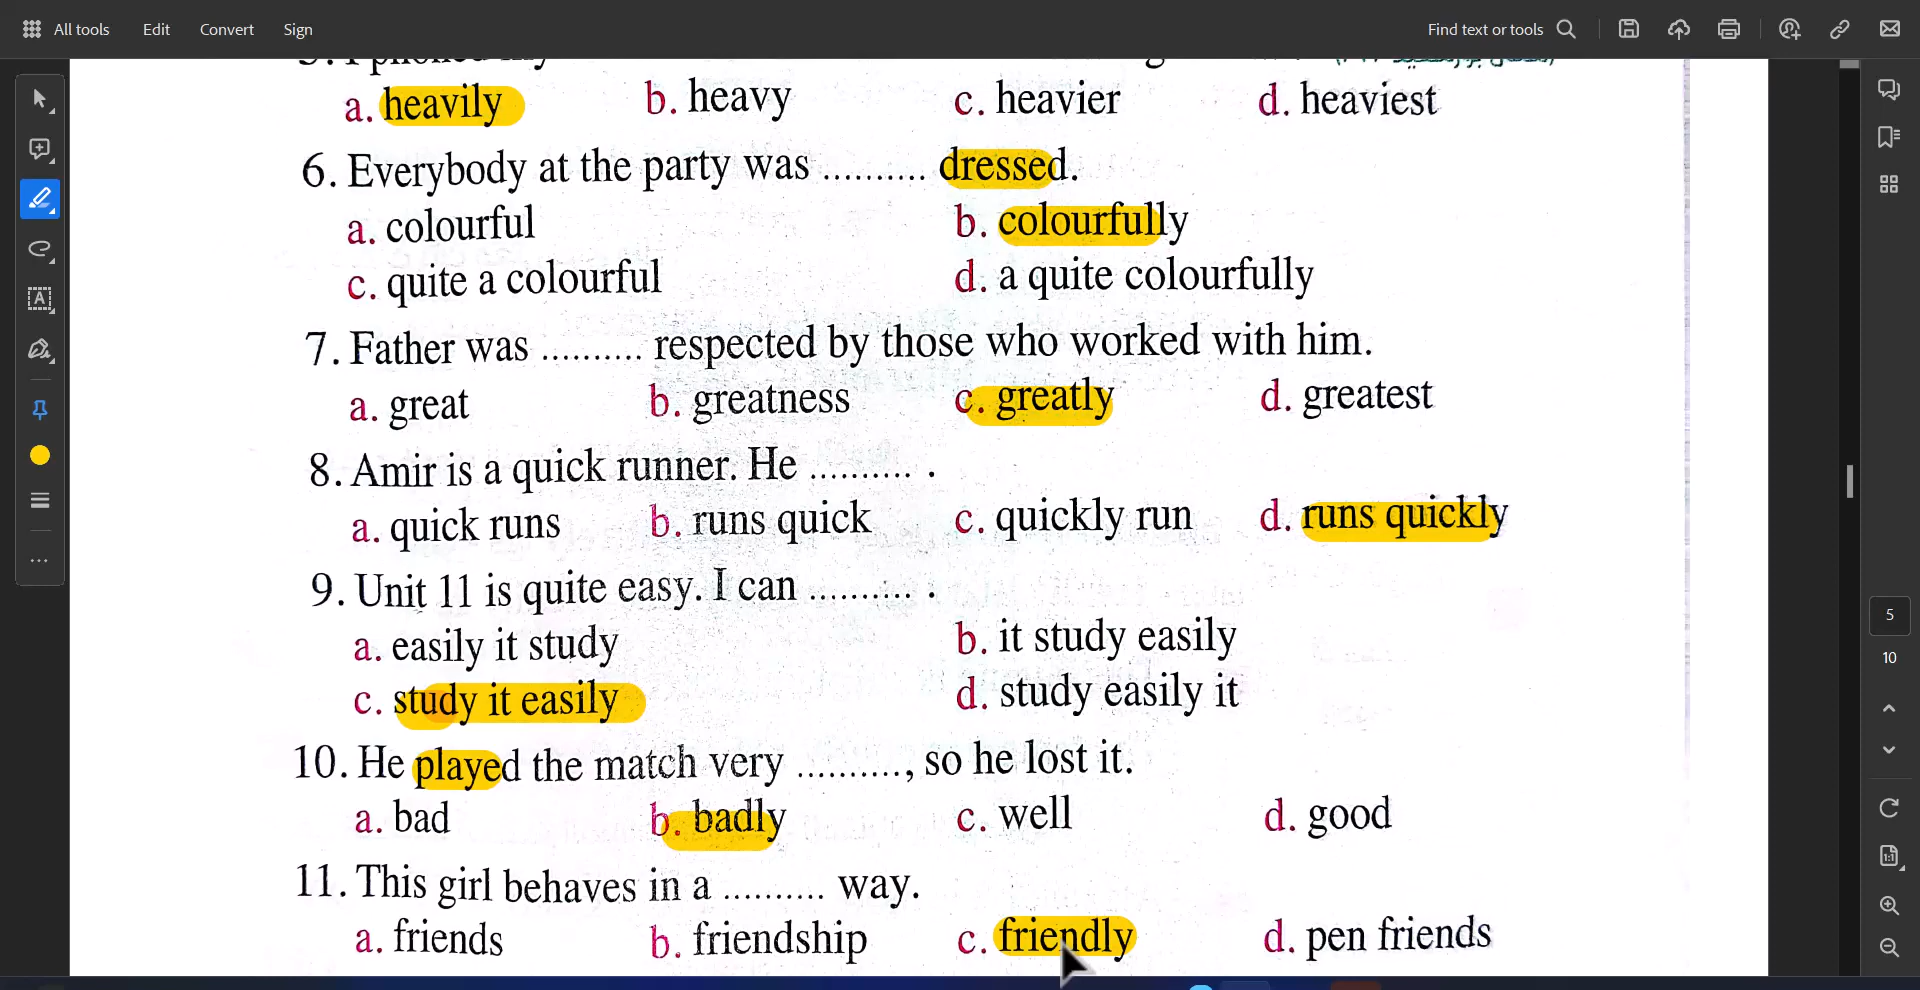 All tools Edit Convert Sign Find text or tools
5. I phoned my
a. heavily b. heavy c. heavier d. heaviest
6. Everybody at the party was .......... dressed.
a. colourful b. colourfully
c. quite a colourful d. a quite colourfully
7. Father was .......... respected by those who worked with him.
a. great b. greatness c. greatly d. greatest
8. Amir is a quick runner. He .......... .
a. quick runs b. runs quick c. quickly run d. runs quickly
9. Unit 11 is quite easy. I can .......... .
a. easily it study b. it study easily
c. study it easily d. study easily it
10. He played the match very .........., so he lost it.
a. bad b. badly c. well d. good
11. This girl behaves in a .......... way.
a. friends b. friendship c. friendly d. pen friends
5
10